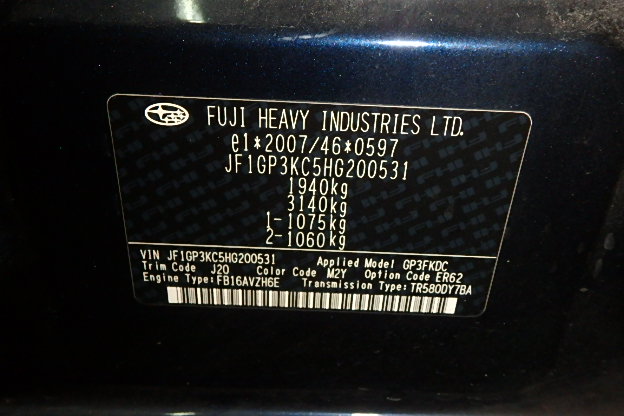 FUJI HEAVY INDUSTRIES LTD.
e1*2007/46*0597
JF1GP3KC5HG200531
1940kg
3140kg
1-1075kg
2-1060kg
VIN JF1GP3KC5HG200531 Applied Model GP3FKDC
Trim Code J20 Color Code M2Y Option Code ER62
Engine Type:FB16AVZH6E Transmission Type:TR580DY7BA